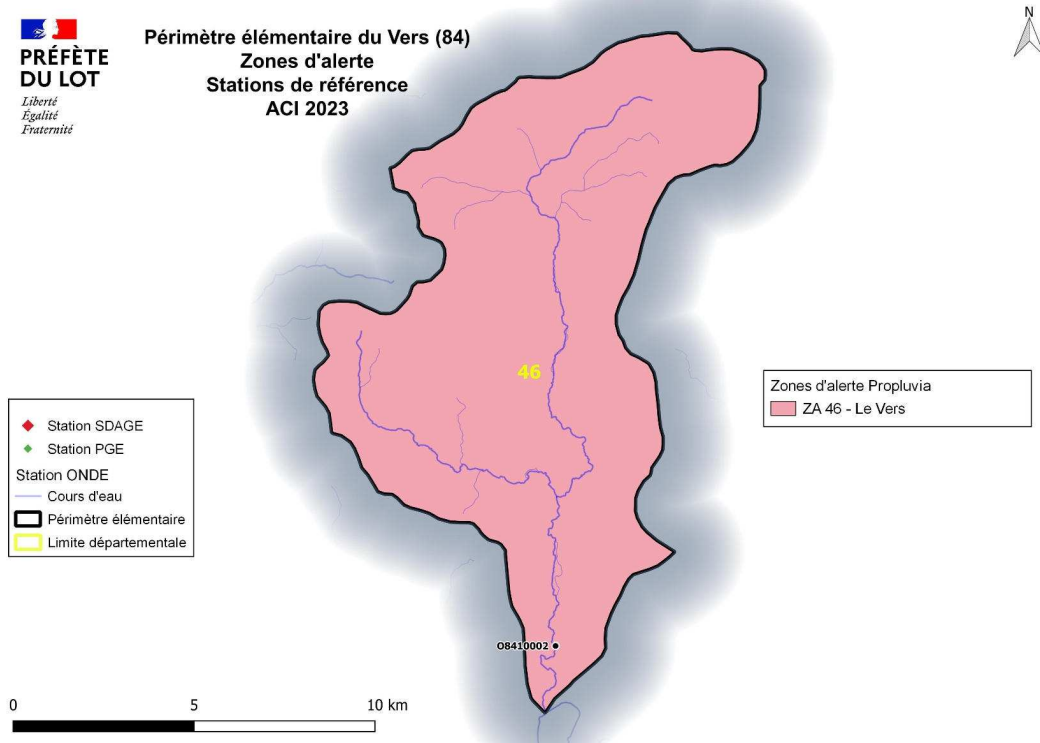 PRÉFÈTE
DU LOT
Liberté
Égalité
Fraternité
Périmètre élémentaire du Vers (84)
Zones d'alerte
Stations de référence
ACI 2023
N
46
Zones d'alerte Propluvia
ZA 46 - Le Vers
Station SDAGE
Station PGE
Station ONDE
Cours d'eau
Périmètre élémentaire
Limite départementale
O8410002
0 5 10 km